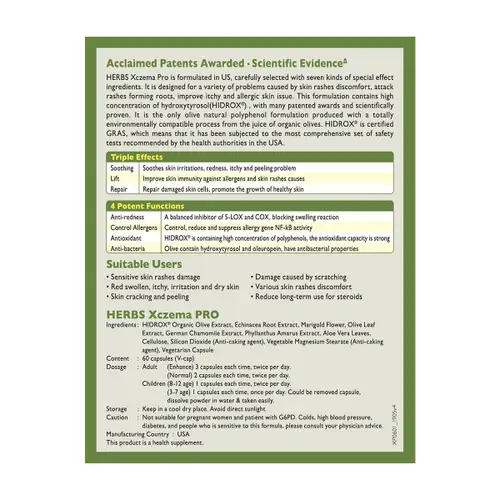 Acclaimed Patents Awarded · Scientific Evidence∆
HERBS Xczema Pro is formulated in US, carefully selected with seven kinds of special effect
ingredients. It is designed for a variety of problems caused by skin rashes discomfort, attack
rashes forming roots, improve itchy and allergic skin issue. This formulation contains high
concentration of hydroxytyrosol(HIDROX®) , with many patented awards and scientifically
proven. It is the only olive natural polyphenol formulation produced with a totally
environmentally compatible process from the juice of organic olives. HIDROX® is certified
GRAS, which means that it has been subjected to the most comprehensive set of safety
tests recommended by the health authorities in the USA.
Triple Effects
Soothing Soothes skin irritations, redness, itchy and peeling problem
Lift Improve skin immunity against allergens and skin rashes cause
Repair Repair damaged skin cells, promote the growth of healthy skin
4 Potent Functions
Anti-redness A balanced inhibitor of 5-LOX and COX, blocking swelling reaction
Control Allergens Control, reduce and suppress allergy gene NF-kB activity
Antioxidant HIDROX® is containing high concentration of polyphenols, the antioxidant capacity is strong
Anti-bacteria Olive contain hydroxytyrosol and oleuropein, have antibacterial properties
Suitable Users
• Sensitive skin rashes damage
• Red swollen, itchy, irritation and dry skin
• Skin cracking and peeling
• Damage caused by scratching
• Various skin rashes discomfort
• Reduce long-term use for steroids
HERBS Xczema PRO
Ingredients : HIDROX® Organic Olive Extract, Echinacea Root Extract, Marigold Flower, Olive Leaf
Extract, German Chamomile Extract, Phyllanthus Amarus Extract, Aloe Vera Leaves,
Cellulose, Silicon Dioxide (Anti-caking agent), Vegetable Magnesium Stearate (Anti-caking
agent), Vegetarian Capsule
Content : 60 capsules (V-cap)
Dosage : Adult (Enhance) 3 capsules each time, twice per day.
(Normal) 2 capsules each time, twice per day.
Children (8-12 age) 1 capsules each time, twice per day.
(3-7 age) 1 capsules each time, once per day. Could be removed capsule,
dissolve powder in water & taken easily.
Storage : Keep in a cool dry place. Avoid direct sunlight
Caution : Not suitable for pregnant women and patient with G6PD. Colds, high blood pressure,
diabetes, and people who is sensitive to this formula, please consult your physician advice.
Manufacturing Country : USA
This product is a health supplement.